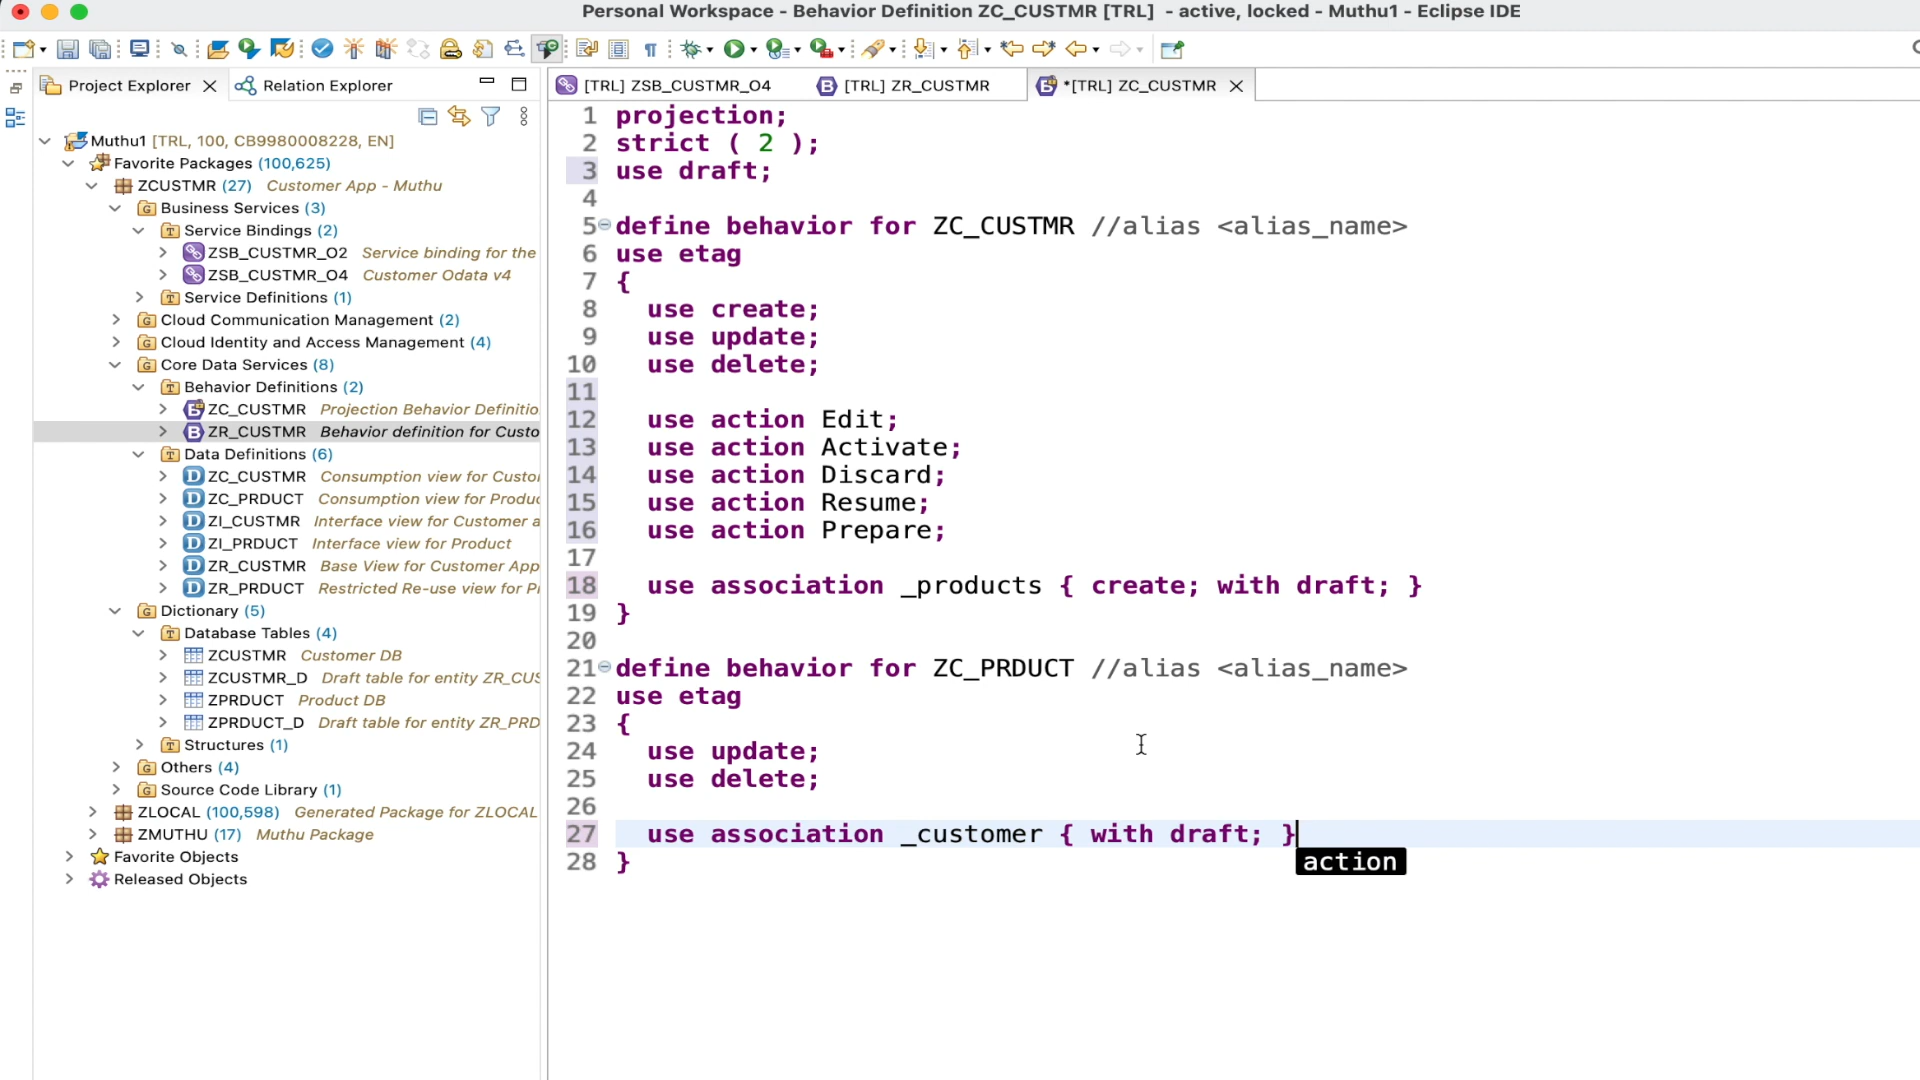 Personal Workspace - Behavior Definition ZC_CUSTMR [TRL] - active, locked - Muthu1 - Eclipse IDE
Project Explorer
Relation Explorer
[TRL] ZSB_CUSTMR_O4
[TRL] ZR_CUSTMR
*[TRL] ZC_CUSTMR
Muthu1 [TRL, 100, CB9980008228, EN]
Favorite Packages (100,625)
ZCUSTMR (27) Customer App - Muthu
Business Services (3)
Service Bindings (2)
ZSB_CUSTMR_O2 Service binding for the
ZSB_CUSTMR_O4 Customer Odata v4
Service Definitions (1)
Cloud Communication Management (2)
Cloud Identity and Access Management (4)
Core Data Services (8)
Behavior Definitions (2)
ZC_CUSTMR Projection Behavior Definitio
ZR_CUSTMR Behavior definition for Custo
Data Definitions (6)
ZC_CUSTMR Consumption view for Custo
ZC_PRDUCT Consumption view for Produc
ZI_CUSTMR Interface view for Customer a
ZI_PRDUCT Interface view for Product
ZR_CUSTMR Base View for Customer App
ZR_PRDUCT Restricted Re-use view for P
Dictionary (5)
Database Tables (4)
ZCUSTMR Customer DB
ZCUSTMR_D Draft table for entity ZR_CUS
ZPRDUCT Product DB
ZPRDUCT_D Draft table for entity ZR_PRD
Structures (1)
Others (4)
Source Code Library (1)
ZLOCAL (100,598) Generated Package for ZLOCAL
ZMUTHU (17) Muthu Package
Favorite Objects
Released Objects
1 projection;
2 strict ( 2 );
3 use draft;
4
5 define behavior for ZC_CUSTMR //alias <alias_name>
6 use etag
7 {
8 use create;
9 use update;
10 use delete;
11
12 use action Edit;
13 use action Activate;
14 use action Discard;
15 use action Resume;
16 use action Prepare;
17
18 use association _products { create; with draft; }
19 }
20
21 define behavior for ZC_PRDUCT //alias <alias_name>
22 use etag
23 {
24 use update;
25 use delete;
26
27 use association _customer { with draft; }
28 }
action